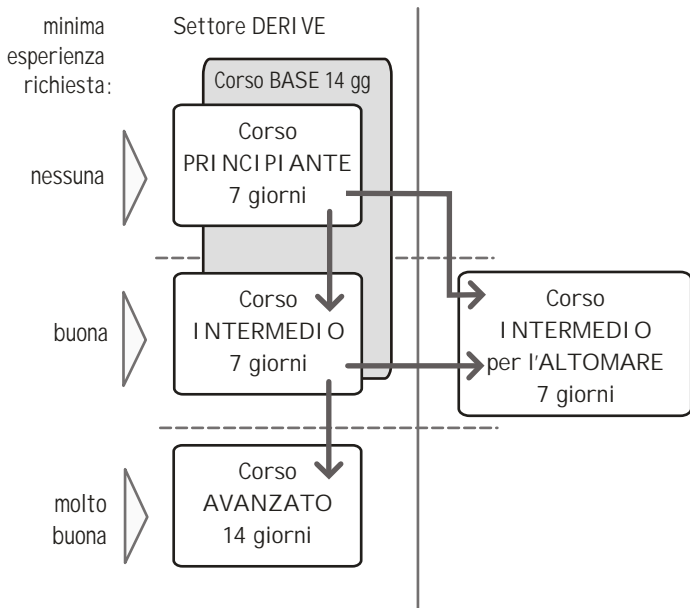 minima
esperienza
richiesta:
Settore DERIVE
Corso BASE 14 gg
nessuna
Corso
PRINCIPIANTE
7 giorni
buona
Corso
INTERMEDIO
7 giorni
Corso
INTERMEDIO
per l'ALTOMARE
7 giorni
molto
buona
Corso
AVANZATO
14 giorni